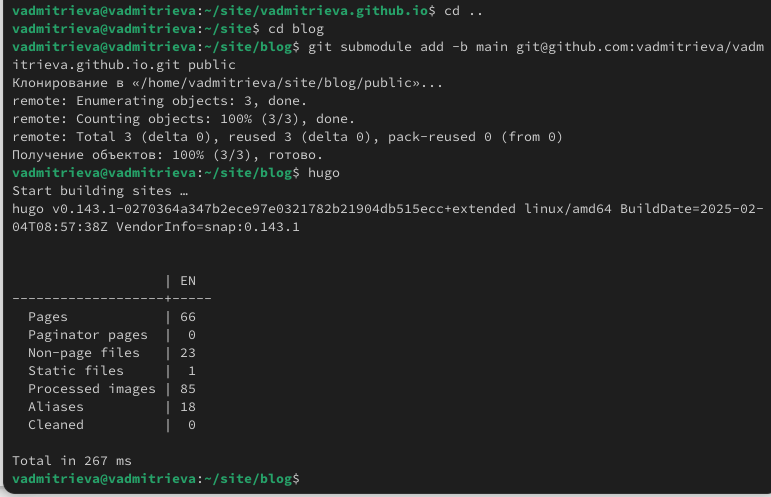 vadmitrieva@vadmitrieva:~/site/vadmitrieva.github.io$ cd ..
vadmitrieva@vadmitrieva:~/site$ cd blog
vadmitrieva@vadmitrieva:~/site/blog$ git submodule add -b main git@github.com:vadmitrieva/vadm
itrieva.github.io.git public
Клонирование в «/home/vadmitrieva/site/blog/public»...
remote: Enumerating objects: 3, done.
remote: Counting objects: 100% (3/3), done.
remote: Total 3 (delta 0), reused 3 (delta 0), pack-reused 0 (from 0)
Получение объектов: 100% (3/3), готово.
vadmitrieva@vadmitrieva:~/site/blog$ hugo
Start building sites …
hugo v0.143.1-0270364a347b2ece97e0321782b21904db515ecc+extended linux/amd64 BuildDate=2025-02-
04T08:57:38Z VendorInfo=snap:0.143.1
                   | EN
-------------------+-----
  Pages            | 66
  Paginator pages  |  0
  Non-page files   | 23
  Static files     |  1
  Processed images | 85
  Aliases          | 18
  Cleaned          |  0
Total in 267 ms
vadmitrieva@vadmitrieva:~/site/blog$